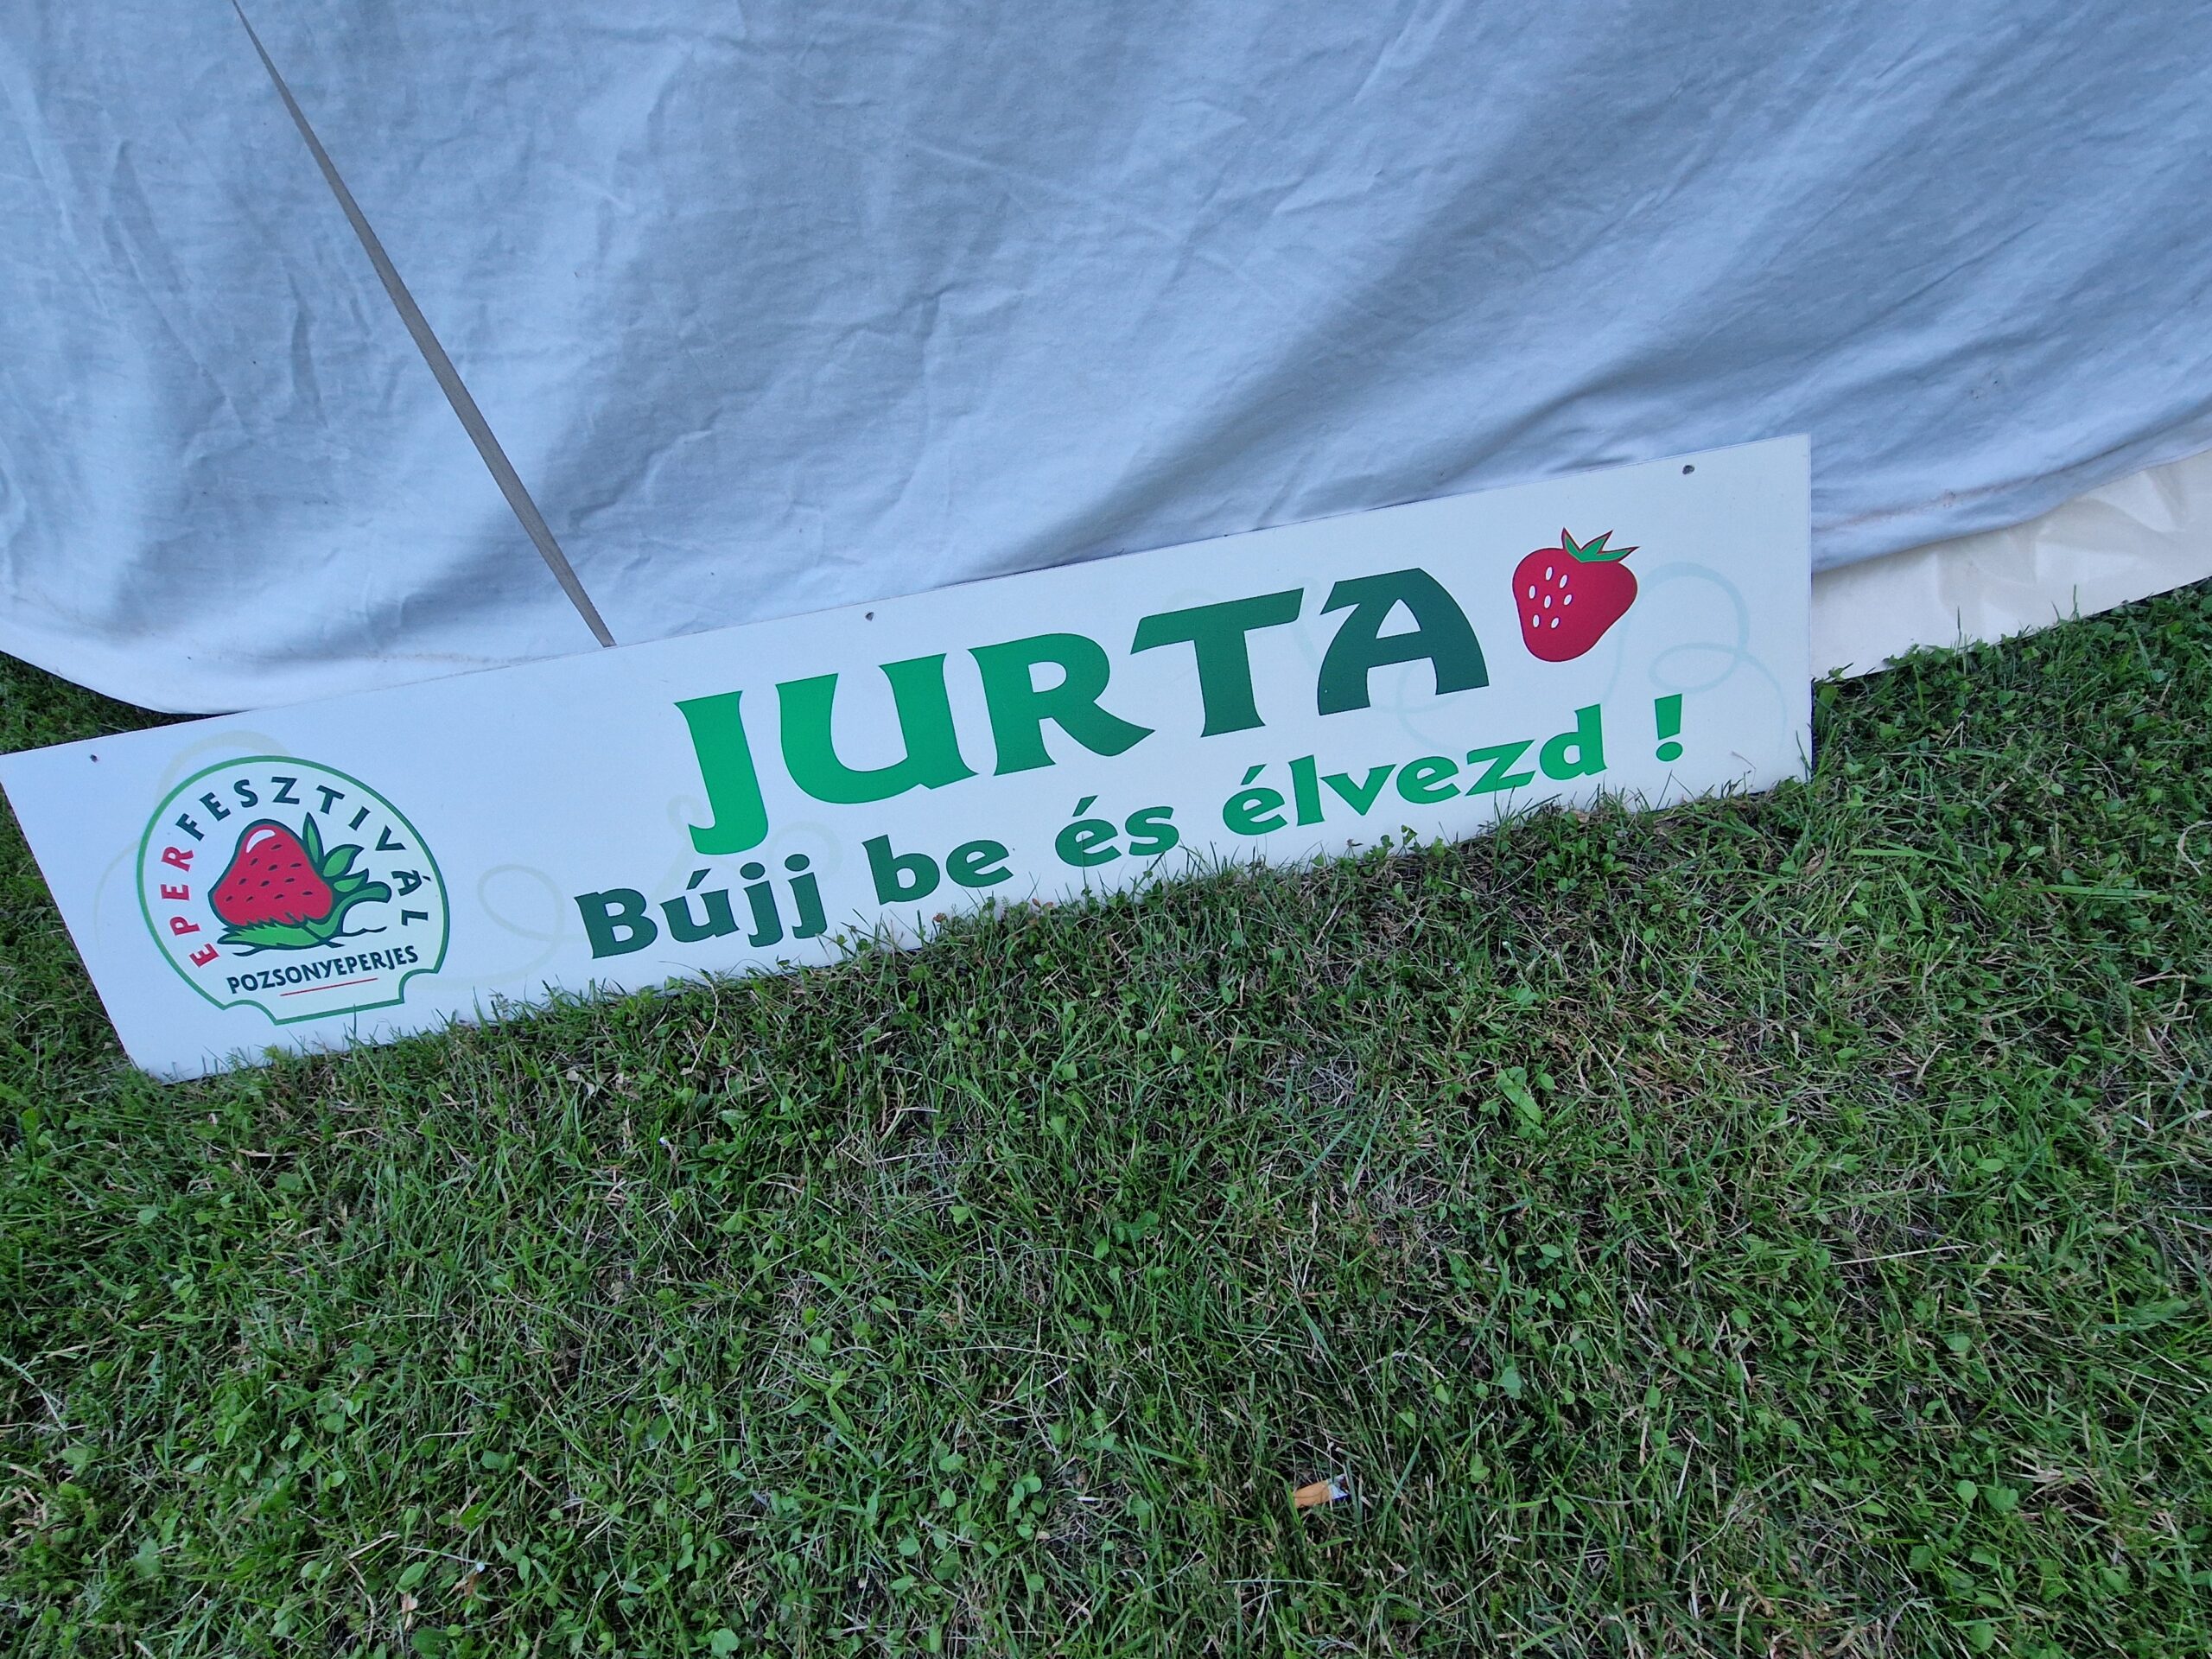 EPERFESZTIVÁL
POZSONYEPERJES
JURTA
Bújj be és élvezd !